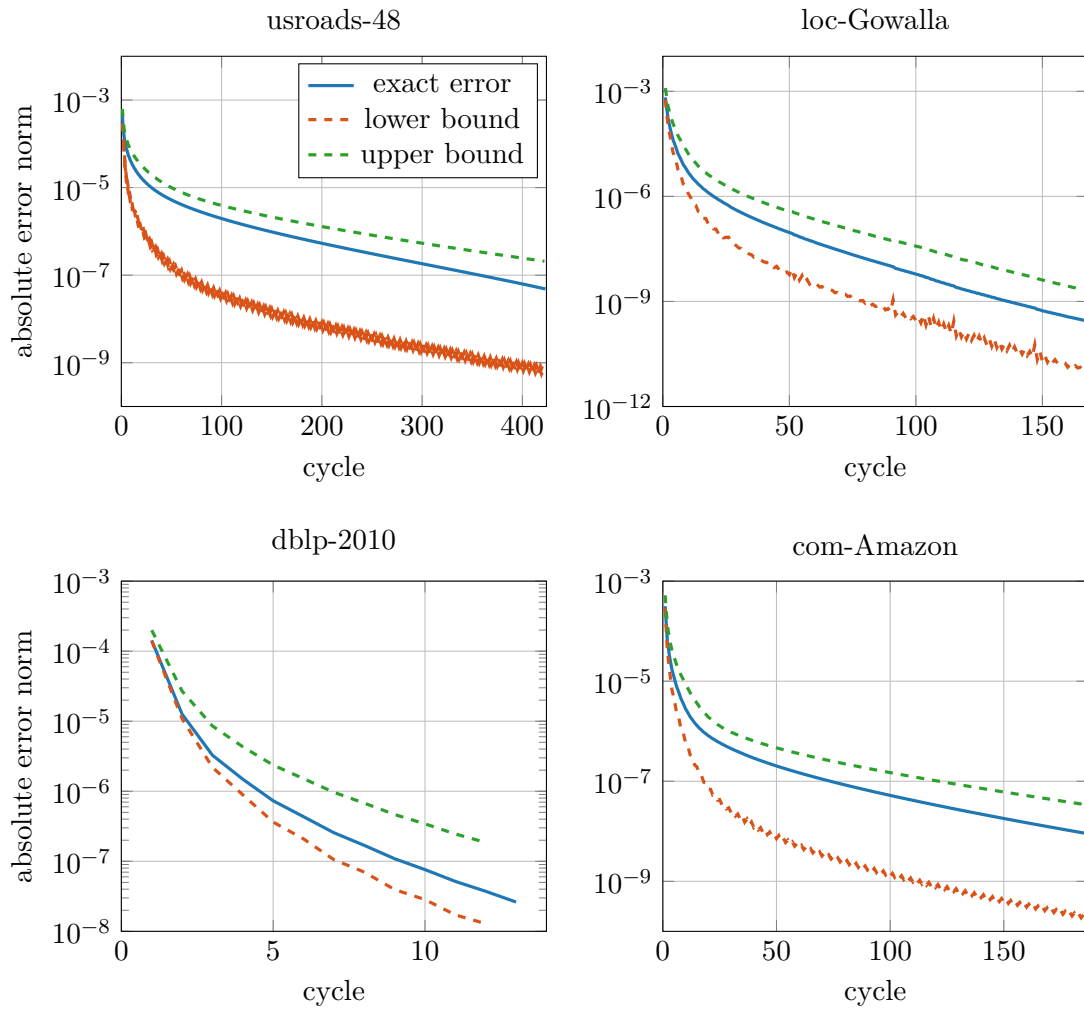 usroads-48
absolute error norm
10^{-3}
10^{-5}
10^{-7}
10^{-9}
0 100 200 300 400
cycle
exact error
lower bound
upper bound
loc-Gowalla
10^{-3}
10^{-6}
10^{-9}
10^{-12}
0 50 100 150
cycle
dblp-2010
absolute error norm
10^{-3}
10^{-4}
10^{-5}
10^{-6}
10^{-7}
10^{-8}
0 5 10
cycle
com-Amazon
10^{-3}
10^{-5}
10^{-7}
10^{-9}
0 50 100 150
cycle